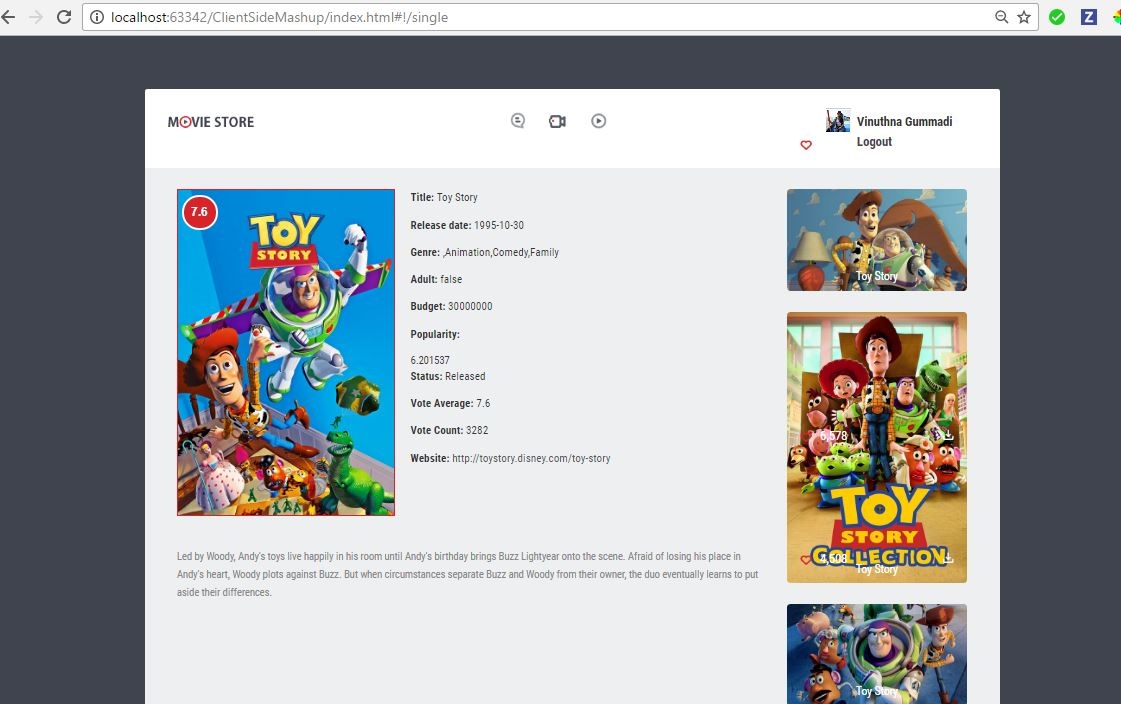 localhost:63342/ClientSideMashup/index.html#!/single
Z
MOVIE STORE
Vinuthna Gummadi
Logout
7.6
TOY
STORY
Title: Toy Story
Release date: 1995-10-30
Genre: ,Animation,Comedy,Family
Adult: false
Budget: 30000000
Popularity:
6.201537
Status: Released
Vote Average: 7.6
Vote Count: 3282
Website: http://toystory.disney.com/toy-story
Led by Woody, Andy's toys live happily in his room until Andy's birthday brings Buzz Lightyear onto the scene. Afraid of losing his place in
Andy's heart, Woody plots against Buzz. But when circumstances separate Buzz and Woody from their owner, the duo eventually learns to put
aside their differences.
Toy Story
6,578
TOY
STORY
COLLECTION
4,508
Toy Story
Toy Story